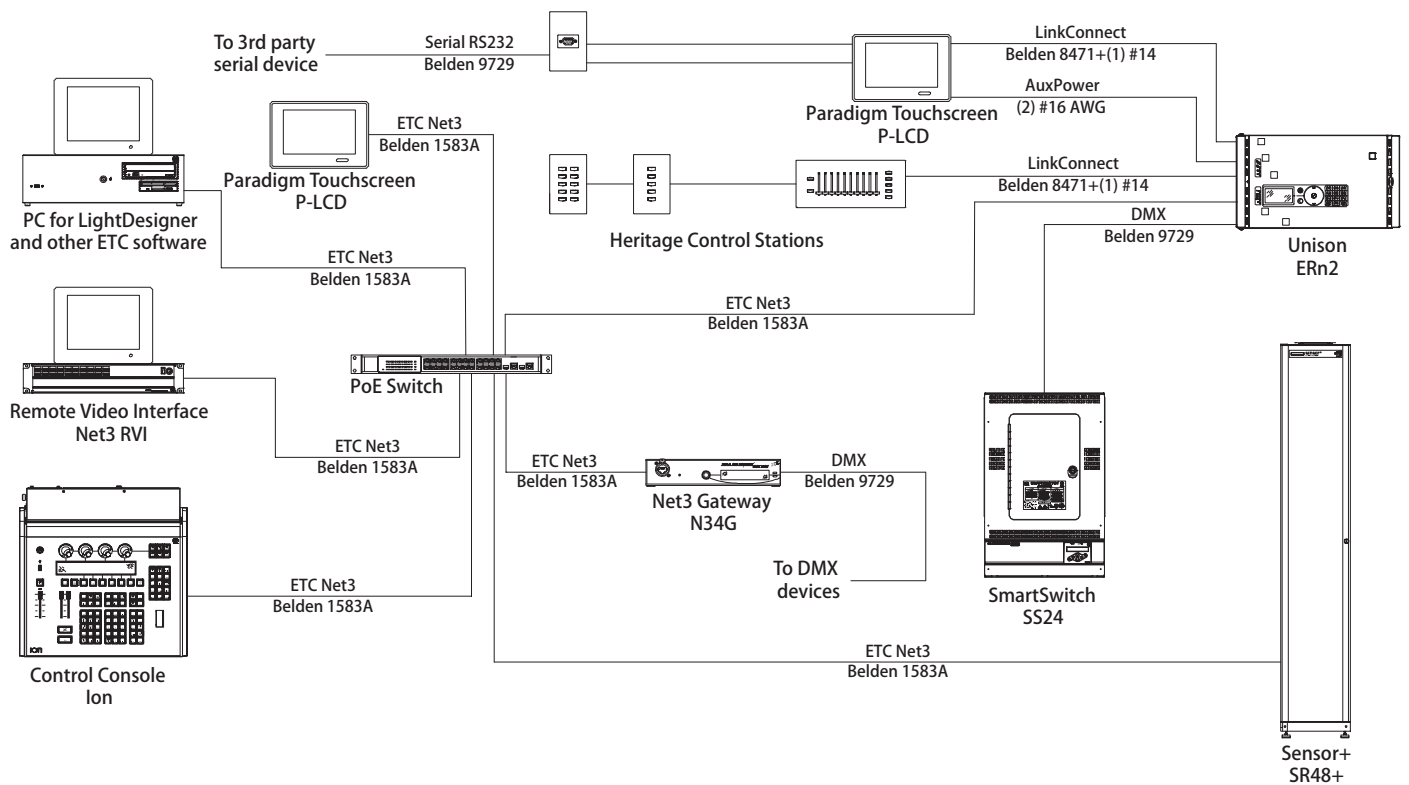 To 3rd party
serial device
Serial RS232
Belden 9729
LinkConnect
Belden 8471+(1) #14
AuxPower
(2) #16 AWG
Paradigm Touchscreen
P-LCD
ETC Net3
Belden 1583A
Paradigm Touchscreen
P-LCD
PC for LightDesigner
and other ETC software
LinkConnect
Belden 8471+(1) #14
DMX
Belden 9729
Heritage Control Stations
Unison
ERn2
ETC Net3
Belden 1583A
ETC Net3
Belden 1583A
PoE Switch
Remote Video Interface
Net3 RVI
ETC Net3
Belden 1583A
ETC Net3
Belden 1583A
DMX
Belden 9729
Net3 Gateway
N34G
To DMX
devices
SmartSwitch
SS24
ETC Net3
Belden 1583A
ion
Control Console
Ion
ETC Net3
Belden 1583A
Sensor+
SR48+